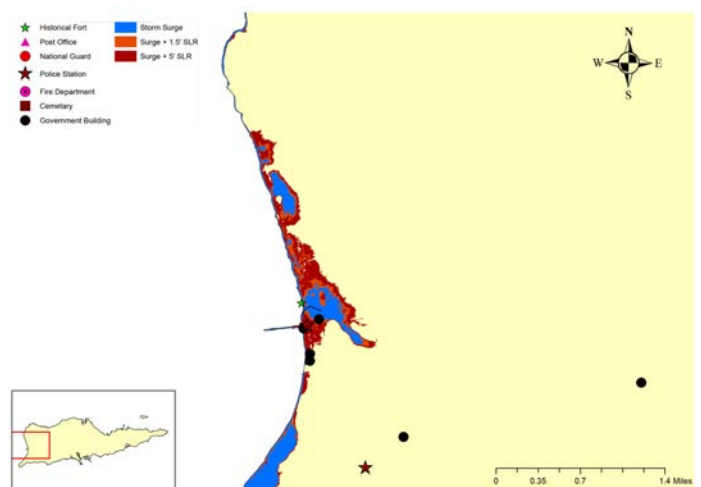 Historical Fort
Post Office
National Guard
Police Station
Fire Department
Cemetary
Government Building
Storm Surge
Surge + 1.5' SLR
Surge + 5' SLR
N
W E
S
0 0.35 0.7 1.4 Miles